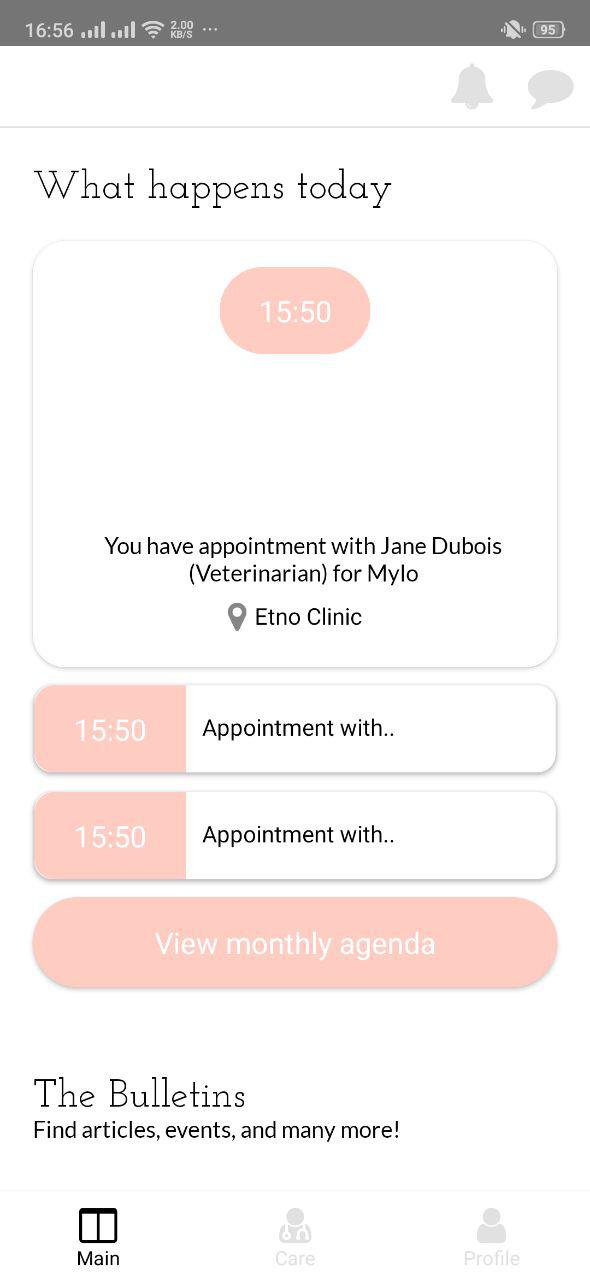 16:56 2.00 KB/S ... 95
What happens today
15:50
You have appointment with Jane Dubois
(Veterinarian) for Mylo
Etno Clinic
15:50 Appointment with..
15:50 Appointment with..
View monthly agenda
The Bulletins
Find articles, events, and many more!
Main Care Profile